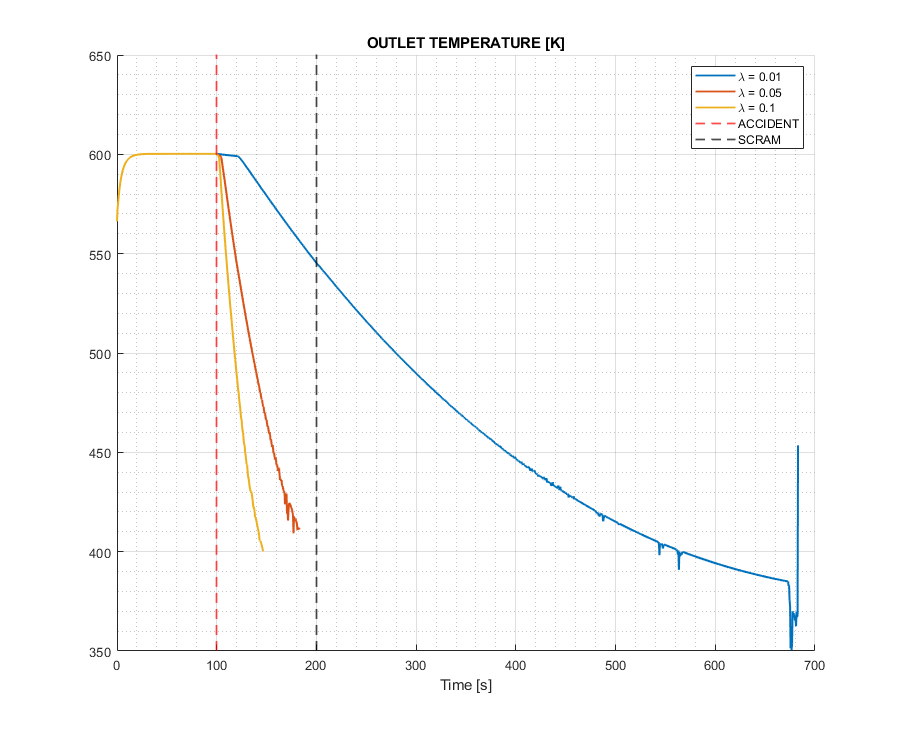 OUTLET TEMPERATURE [K]
650
600
550
500
450
400
350
λ = 0.01
λ = 0.05
λ = 0.1
ACCIDENT
SCRAM
0
100
200
300
400
500
600
700
Time [s]